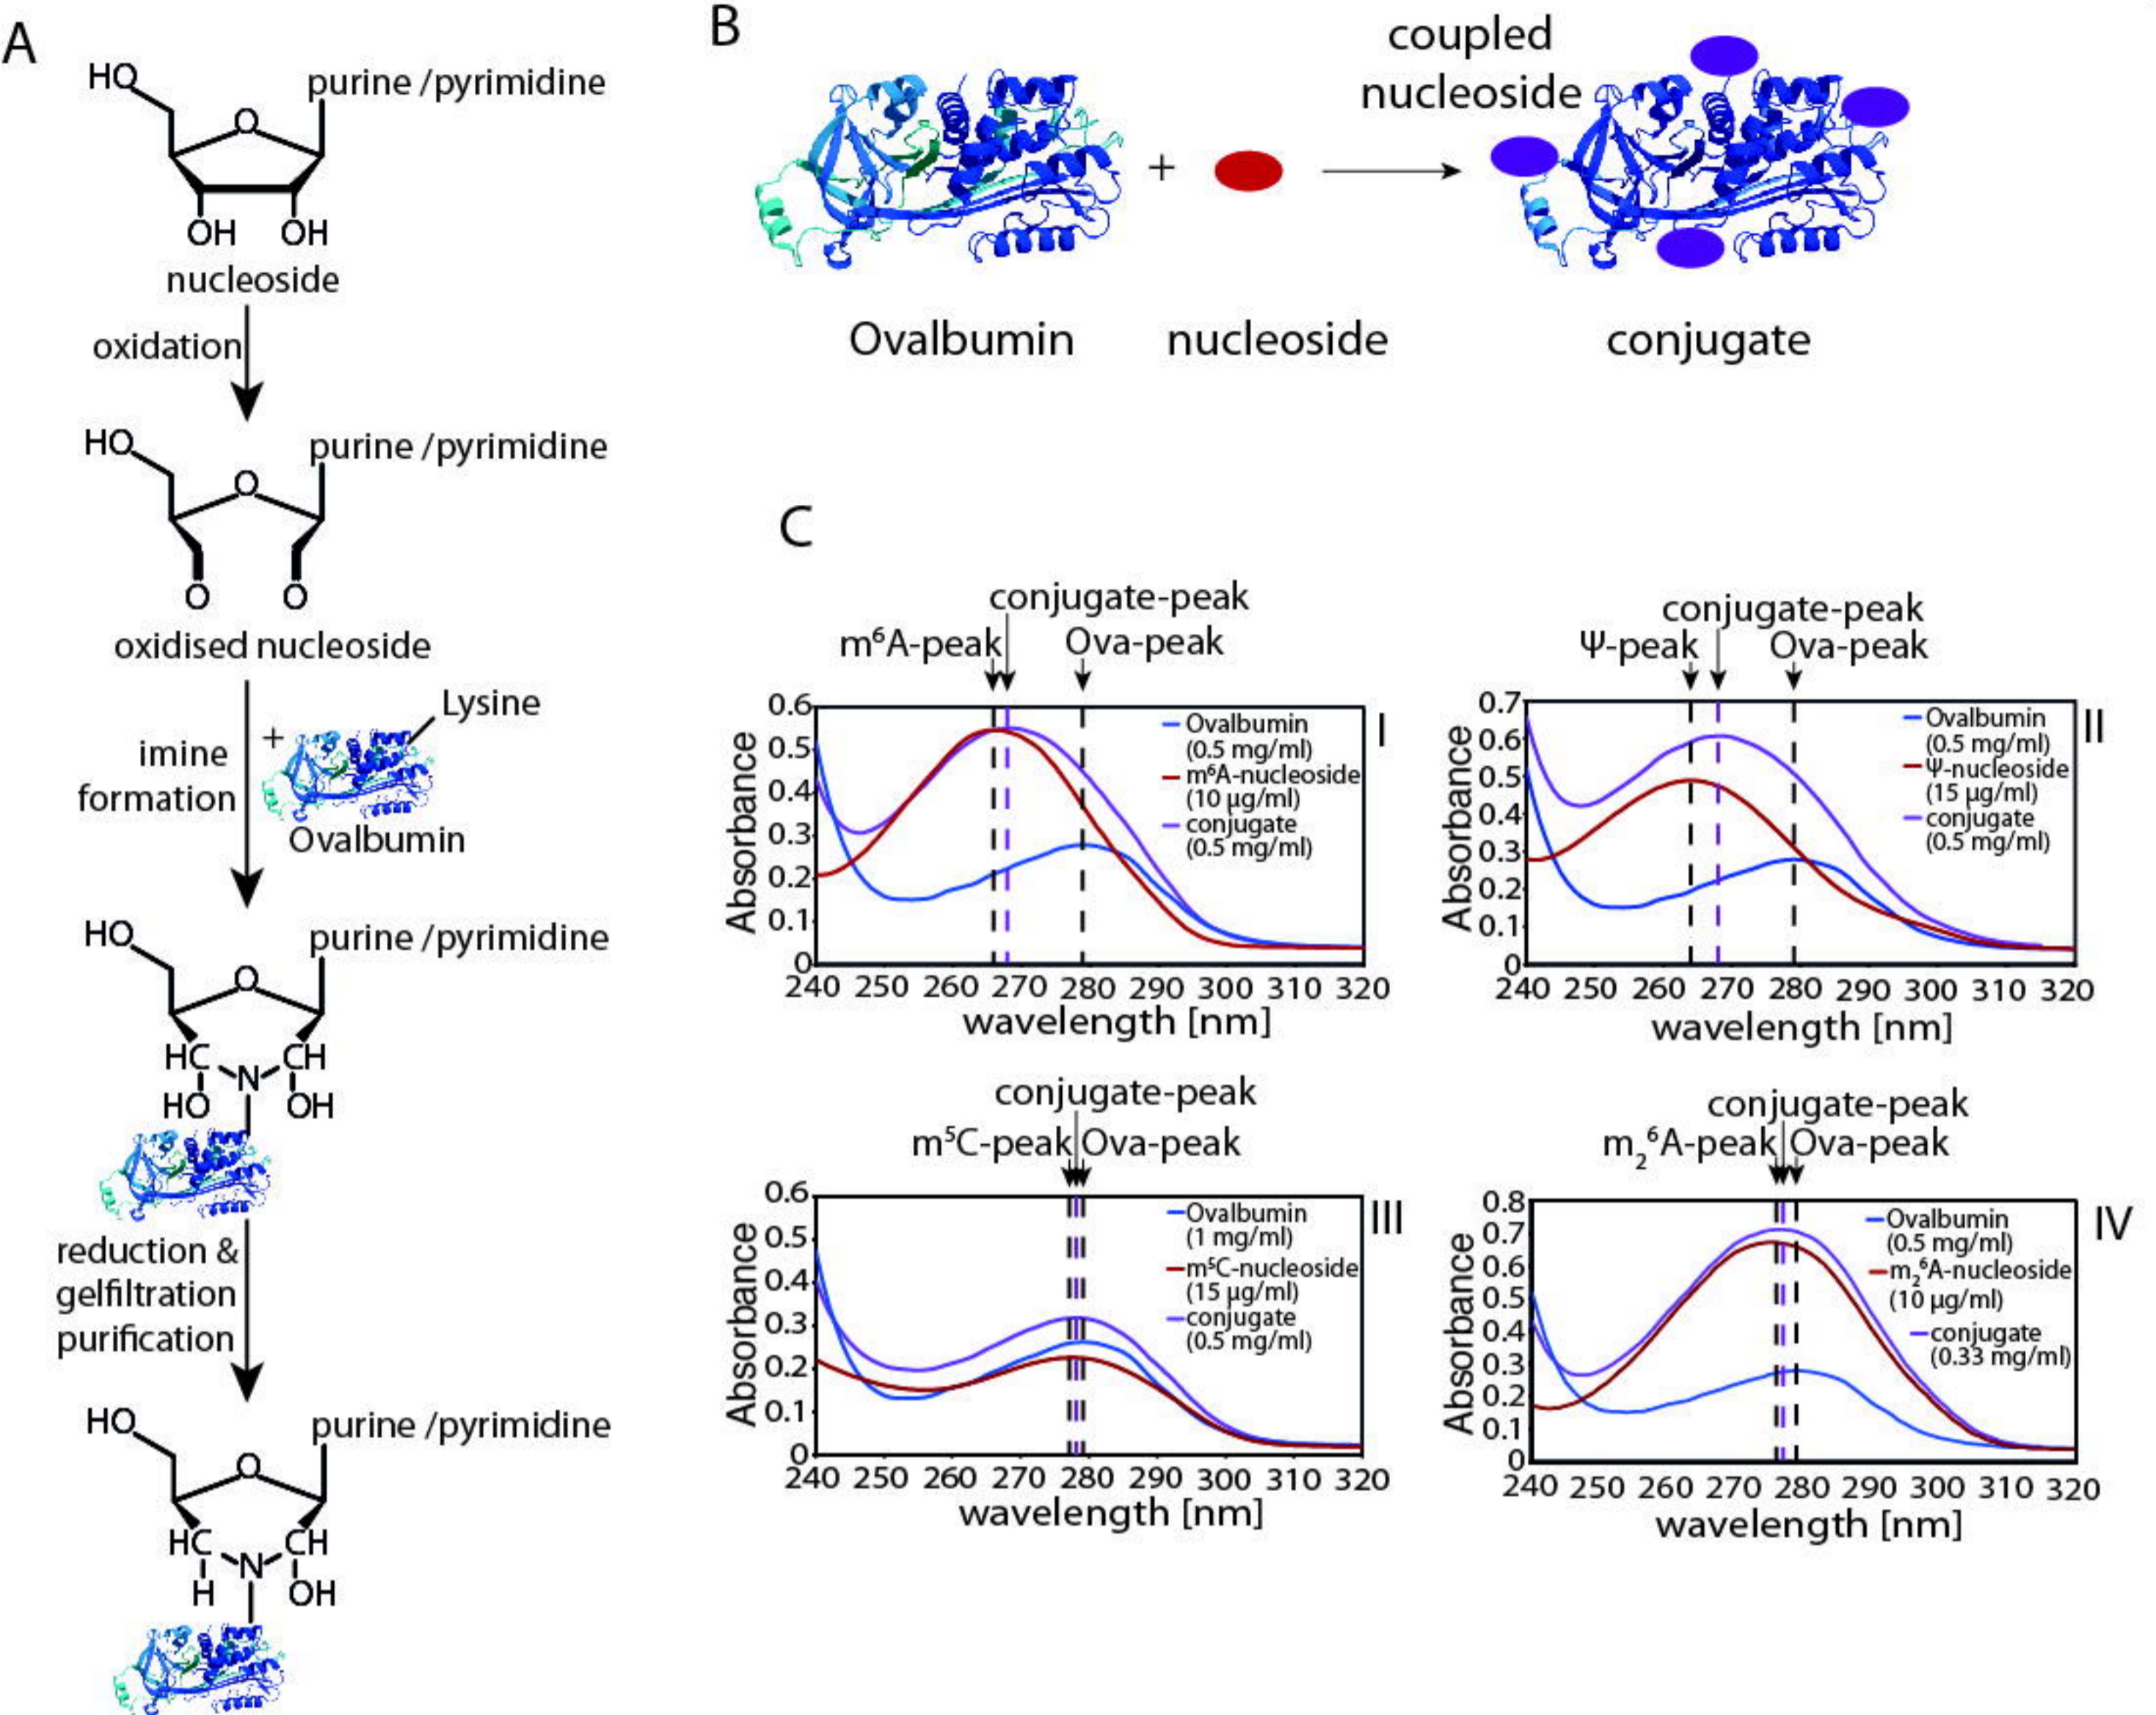 A
HO
purine /pyrimidine
O
OH OH
nucleoside
oxidation
HO
purine /pyrimidine
O
O O
oxidised nucleoside
imine
formation
+
Lysine
Ovalbumin
HO
purine /pyrimidine
O
HC N CH
HO OH
reduction &
gelfiltration
purification
HO
purine /pyrimidine
O
HC N CH
H OH
B
coupled
nucleoside
+
Ovalbumin nucleoside conjugate
C
conjugate-peak
m⁶A-peak Ova-peak
I
Absorbance
0.6
0.5
0.4
0.3
0.2
0.1
0
Ovalbumin
(0.5 mg/ml)
m⁶A-nucleoside
(10 µg/ml)
conjugate
(0.5 mg/ml)
240 250 260 270 280 290 300 310 320
wavelength [nm]
conjugate-peak
Ψ-peak Ova-peak
II
Absorbance
0.7
0.6
0.5
0.4
0.3
0.2
0.1
0
Ovalbumin
(0.5 mg/ml)
Ψ-nucleoside
(15 µg/ml)
conjugate
(0.5 mg/ml)
240 250 260 270 280 290 300 310 320
wavelength [nm]
conjugate-peak
m⁵C-peak Ova-peak
III
Absorbance
0.6
0.5
0.4
0.3
0.2
0.1
0
Ovalbumin
(1 mg/ml)
m⁵C-nucleoside
(15 µg/ml)
conjugate
(0.5 mg/ml)
240 250 260 270 280 290 300 310 320
wavelength [nm]
conjugate-peak
m₂⁶A-peak Ova-peak
IV
Absorbance
0.8
0.7
0.6
0.5
0.4
0.3
0.2
0.1
0
Ovalbumin
(0.5 mg/ml)
m₂⁶A-nucleoside
(10 µg/ml)
conjugate
(0.33 mg/ml)
240 250 260 270 280 290 300 310 320
wavelength [nm]